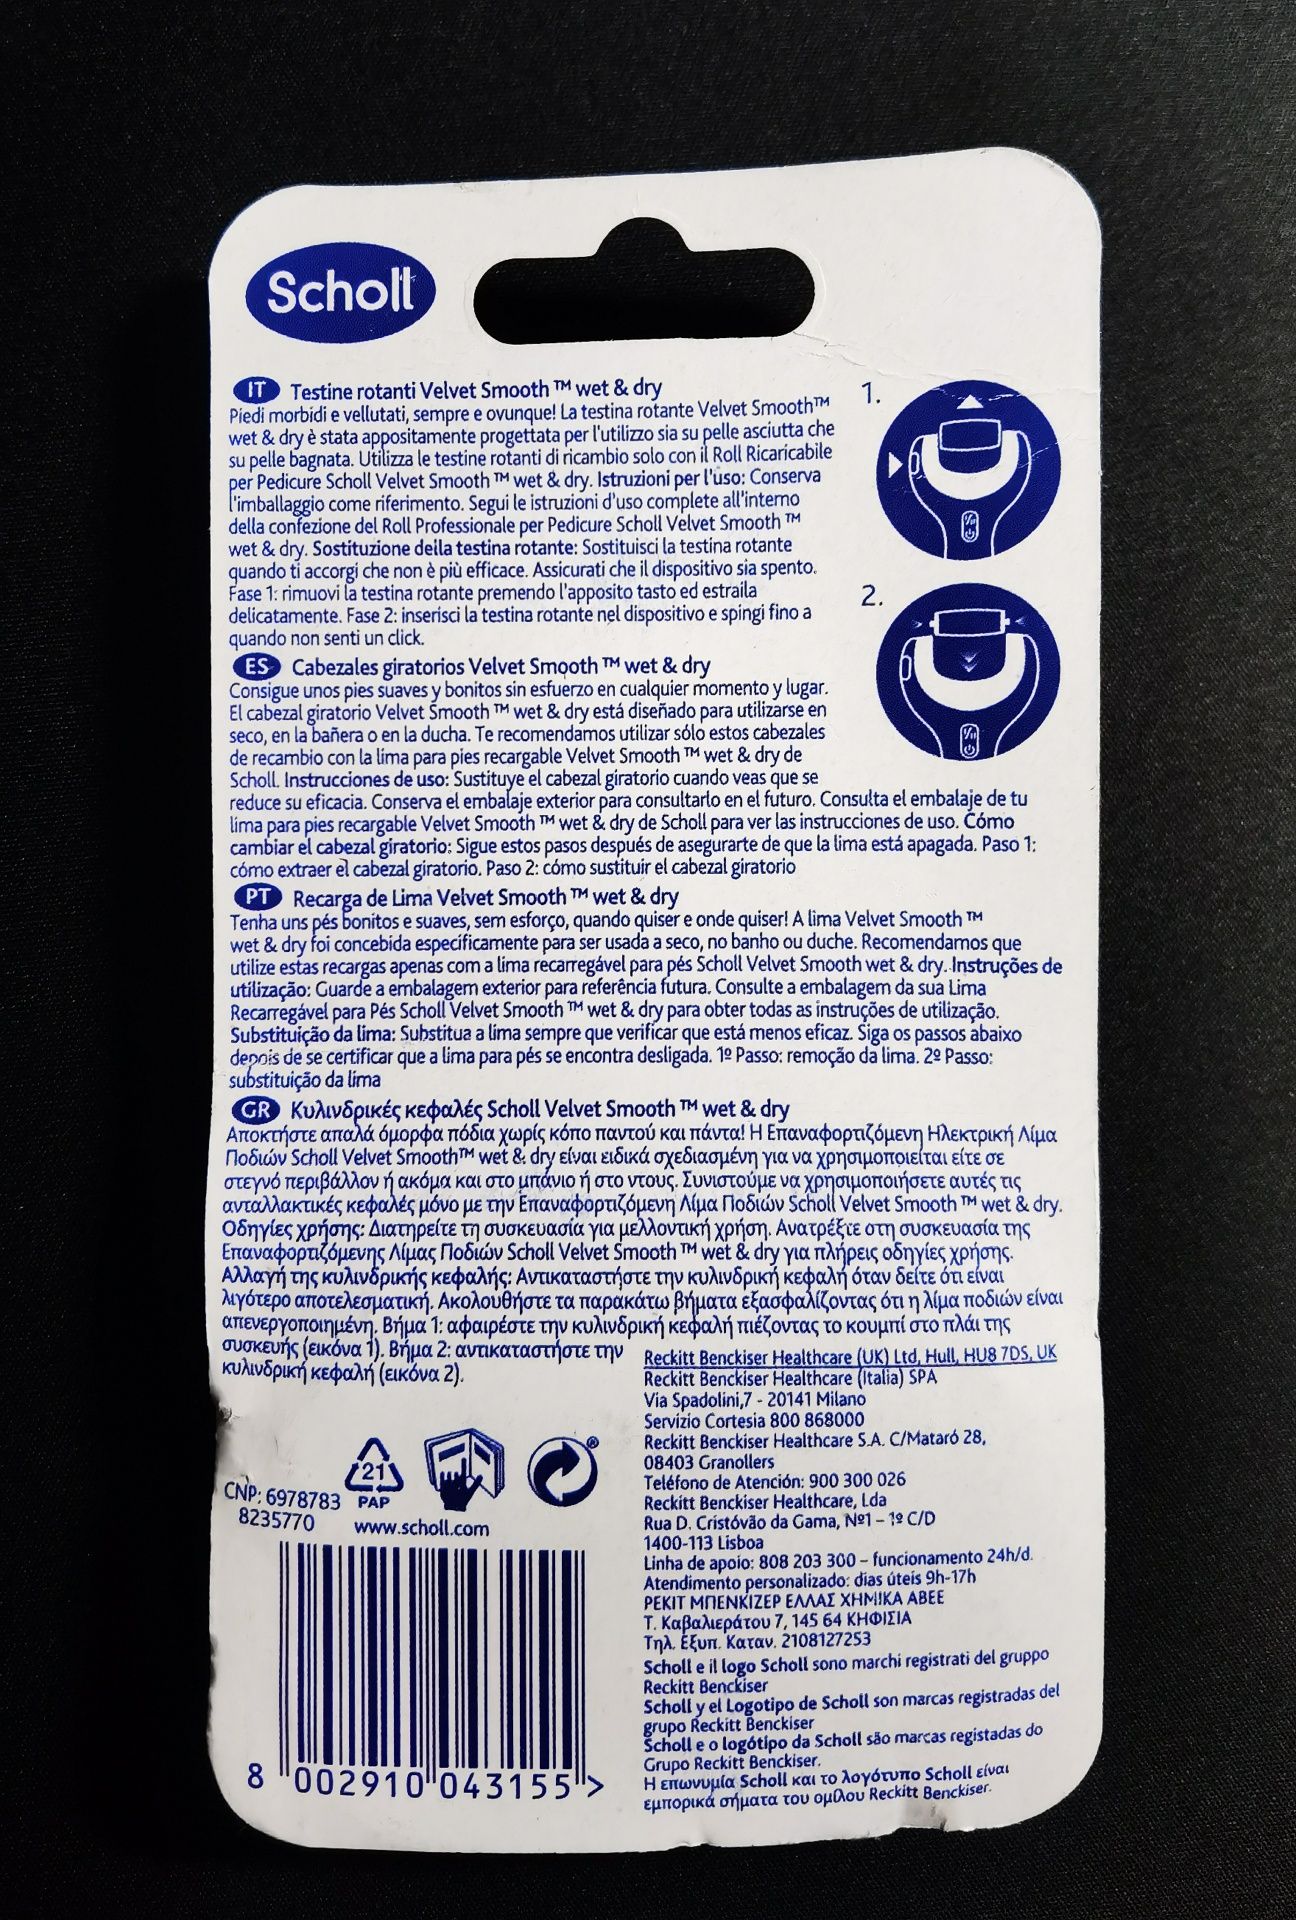 Scholl
IT Testine rotanti Velvet Smooth™ wet & dry
Piedi morbidi e vellutati, sempre e ovunque! La testina rotante Velvet Smooth™
wet & dry è stata appositamente progettata per l'utilizzo sia su pelle asciutta che
su pelle bagnata. Utilizza le testine rotanti di ricambio solo con il Roll Ricaricabile
per Pedicure Scholl Velvet Smooth™ wet & dry. Istruzioni per l'uso: Conserva
l'imballaggio come riferimento. Segui le istruzioni d'uso complete all'interno
della confezione del Roll Professionale per Pedicure Scholl Velvet Smooth™
wet & dry. Sostituzione della testina rotante: Sostituisci la testina rotante
quando ti accorgi che non è più efficace. Assicurati che il dispositivo sia spento.
Fase 1: rimuovi la testina rotante premendo l'apposito tasto ed estraila
delicatamente. Fase 2: inserisci la testina rotante nel dispositivo e spingi fino a
quando non senti un click.
1.
2.
ES Cabezales giratorios Velvet Smooth™ wet & dry
Consigue unos pies suaves y bonitos sin esfuerzo en cualquier momento y lugar.
El cabezal giratorio Velvet Smooth™ wet & dry está diseñado para utilizarse en
seco, en la bañera o en la ducha. Te recomendamos utilizar sólo estos cabezales
de recambio con la lima para pies recargable Velvet Smooth™ wet & dry de
Scholl. Instrucciones de uso: Sustituye el cabezal giratorio cuando veas que se
reduce su eficacia. Conserva el embalaje exterior para consultarlo en el futuro. Consulta el embalaje de tu
lima para pies recargable Velvet Smooth™ wet & dry de Scholl para ver las instrucciones de uso. Cómo
cambiar el cabezal giratorio: Sigue estos pasos después de asegurarte de que la lima está apagada. Paso 1:
cómo extraer el cabezal giratorio. Paso 2: cómo sustituir el cabezal giratorio
PT Recarga de Lima Velvet Smooth™ wet & dry
Tenha uns pés bonitos e suaves, sem esforço, quando quiser e onde quiser! A lima Velvet Smooth™
wet & dry foi concebida especificamente para ser usada a seco, no banho ou duche. Recomendamos que
utilize estas recargas apenas com a lima recarregável para pés Scholl Velvet Smooth wet & dry. Instruções de
utilização: Guarde a embalagem exterior para referência futura. Consulte a embalagem da sua Lima
Recarregável para Pés Scholl Velvet Smooth™ wet & dry para obter todas as instruções de utilização.
Substituição da lima: Substitua a lima sempre que verificar que está menos eficaz. Siga os passos abaixo
depois de se certificar que a lima para pés se encontra desligada. 1º Passo: remoção da lima. 2º Passo:
substituição da lima
GR Κυλινδρικές κεφαλές Scholl Velvet Smooth™ wet & dry
Αποκτήστε απαλά όμορφα πόδια χωρίς κόπο παντού και πάντα! Η Επαναφορτιζόμενη Ηλεκτρική Λίμα
Ποδιών Scholl Velvet Smooth™ wet & dry είναι ειδικά σχεδιασμένη για να χρησιμοποιείται είτε σε
στεγνό περιβάλλον ή ακόμα και στο μπάνιο ή στο ντους. Συνιστούμε να χρησιμοποιήσετε αυτές τις
ανταλλακτικές κεφαλές μόνο με την Επαναφορτιζόμενη Λίμα Ποδιών Scholl Velvet Smooth™ wet & dry.
Οδηγίες χρήσης: Διατηρείτε τη συσκευασία για μελλοντική χρήση. Ανατρέξτε στη συσκευασία της
Επαναφορτιζόμενης Λίμας Ποδιών Scholl Velvet Smooth™ wet & dry για πλήρεις οδηγίες χρήσης.
Αλλαγή της κυλινδρικής κεφαλής: Αντικαταστήστε την κυλινδρική κεφαλή όταν δείτε ότι είναι
λιγότερο αποτελεσματική. Ακολουθήστε τα παρακάτω βήματα εξασφαλίζοντας ότι η λίμα ποδιών είναι
απενεργοποιημένη. Βήμα 1: αφαιρέστε την κυλινδρική κεφαλή πιέζοντας το κουμπί στο πλάι της
συσκευής (εικόνα 1). Βήμα 2: αντικαταστήστε την
κυλινδρική κεφαλή (εικόνα 2).
Reckitt Benckiser Healthcare (UK) Ltd, Hull, HU8 7DS, UK
Reckitt Benckiser Healthcare (Italia) SPA
Via Spadolini,7 - 20141 Milano
Servizio Cortesia 800 868000
Reckitt Benckiser Healthcare S.A. C/Mataró 28,
08403 Granollers
Teléfono de Atención: 900 300 026
Reckitt Benckiser Healthcare, Lda
Rua D. Cristóvão da Gama, Nº1 – 1º C/D
1400-113 Lisboa
Linha de apoio: 808 203 300 – funcionamento 24h/d.
Atendimento personalizado: dias úteis 9h-17h
ΡΕΚΙΤ ΜΠΕΝΚΙΖΕΡ ΕΛΛΑΣ ΧΗΜΙΚΑ ΑΒΕΕ
Τ. Καβαλιεράτου 7, 145 64 ΚΗΦΙΣΙΑ
Τηλ. Εξυπ. Καταν. 2108127253
Scholl e il logo Scholl sono marchi registrati del gruppo
Reckitt Benckiser
Scholl y el Logotipo de Scholl son marcas registradas del
grupo Reckitt Benckiser
Scholl e o logótipo da Scholl são marcas registadas do
Grupo Reckitt Benckiser.
Η επωνυμία Scholl και το λογότυπο Scholl είναι
εμπορικά σήματα του ομίλου Reckitt Benckiser.
CNP: 6978783
8235770
21
PAP
®
www.scholl.com
8 002910 043155 >